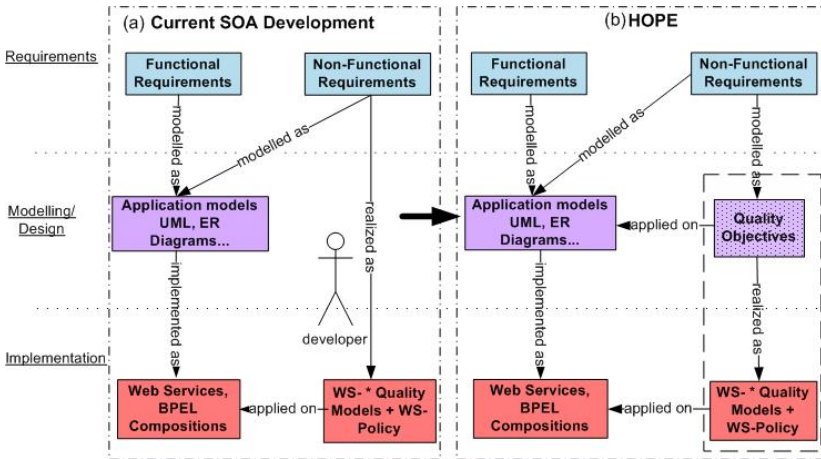 (a) Current SOA Development
(b) HOPE
Requirements
Functional
Requirements
Non-Functional
Requirements
Functional
Requirements
Non-Functional
Requirements
modelled as
modelled as
modelled as
modelled as
modelled as
Modelling/
Design
Application models
UML, ER
Diagrams...
realized as
Application models
UML, ER
Diagrams...
applied on
Quality
Objectives
implemented as
developer
implemented as
realized as
Implementation
Web Services,
BPEL
Compositions
applied on
WS- * Quality
Models + WS-
Policy
Web Services,
BPEL
Compositions
applied on
WS- * Quality
Models +
WS-Policy